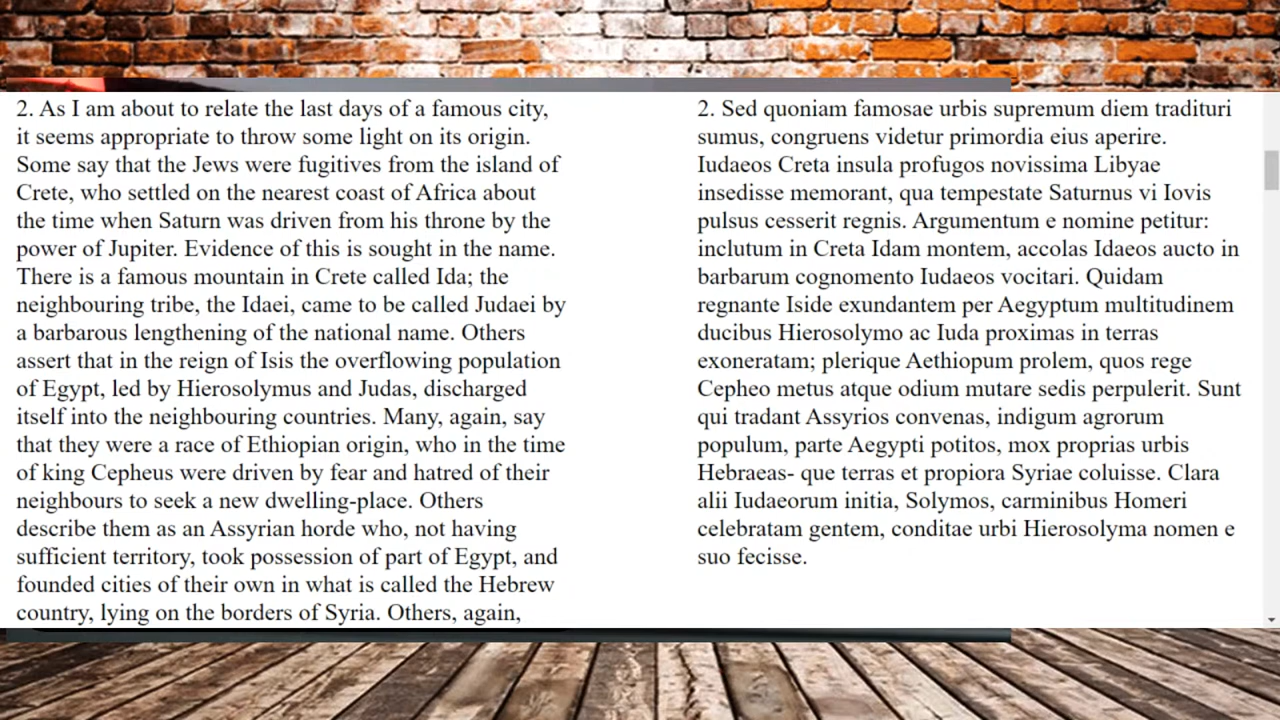 2. As I am about to relate the last days of a famous city,
it seems appropriate to throw some light on its origin.
Some say that the Jews were fugitives from the island of
Crete, who settled on the nearest coast of Africa about
the time when Saturn was driven from his throne by the
power of Jupiter. Evidence of this is sought in the name.
There is a famous mountain in Crete called Ida; the
neighbouring tribe, the Idaei, came to be called Judaei by
a barbarous lengthening of the national name. Others
assert that in the reign of Isis the overflowing population
of Egypt, led by Hierosolymus and Judas, discharged
itself into the neighbouring countries. Many, again, say
that they were a race of Ethiopian origin, who in the time
of king Cepheus were driven by fear and hatred of their
neighbours to seek a new dwelling-place. Others
describe them as an Assyrian horde who, not having
sufficient territory, took possession of part of Egypt, and
founded cities of their own in what is called the Hebrew
country, lying on the borders of Syria. Others, again,
2. Sed quoniam famosae urbis supremum diem tradituri
sumus, congruens videtur primordia eius aperire.
Iudaeos Creta insula profugos novissima Libyae
insedisse memorant, qua tempestate Saturnus vi Iovis
pulsus cesserit regnis. Argumentum e nomine petitur:
inclutum in Creta Idam montem, accolas Idaeos aucto in
barbarum cognomento Iudaeos vocitari. Quidam
regnante Iside exundantem per Aegyptum multitudinem
ducibus Hierosolymo ac Iuda proximas in terras
exoneratam; plerique Aethiopum prolem, quos rege
Cepheo metus atque odium mutare sedis perpulerit. Sunt
qui tradant Assyrios convenas, indigum agrorum
populum, parte Aegypti potitos, mox proprias urbis
Hebraeas- que terras et propiora Syriae coluisse. Clara
alii Iudaeorum initia, Solymos, carminibus Homeri
celebratam gentem, conditae urbi Hierosolyma nomen e
suo fecisse.